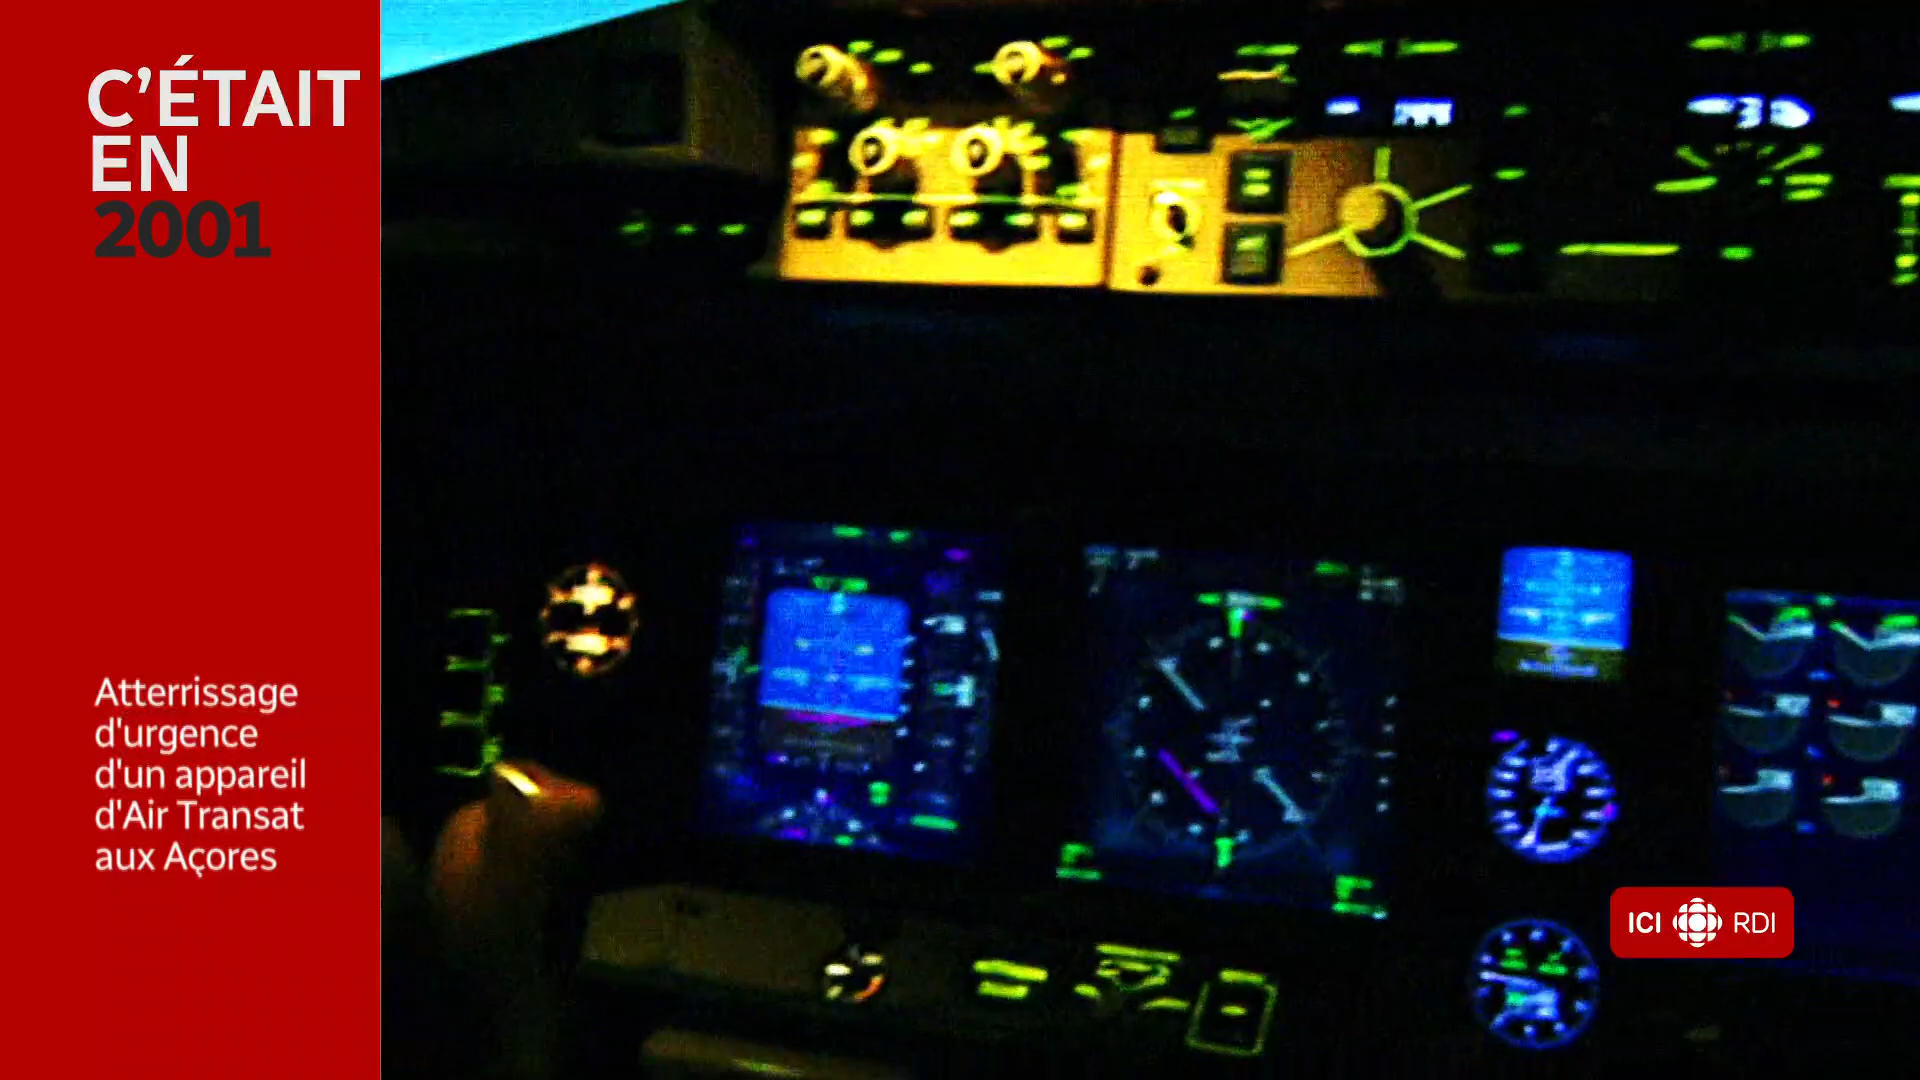 C'ÉTAIT
EN
2001
Atterrissage
d'urgence
d'un appareil
d'Air Transat
aux Açores
ICI RDI